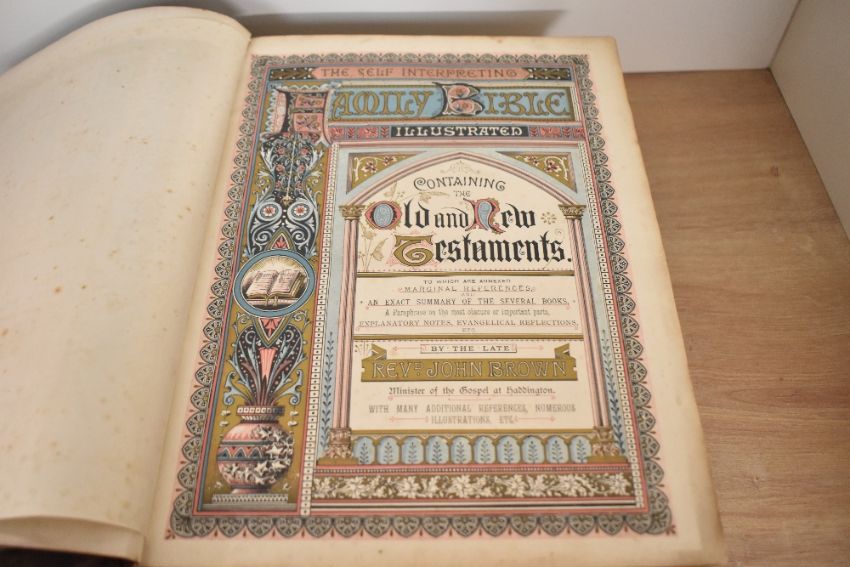 THE SELF INTERPRETING
FAMILY BIBLE
ILLUSTRATED
CONTAINING
THE
Old and New
Testaments.
TO WHICH ARE ANNEXED
MARGINAL REFERENCES,
AND
AN EXACT SUMMARY OF THE SEVERAL BOOKS,
A Paraphrase on the most obscure or important parts,
EXPLANATORY NOTES, EVANGELICAL REFLECTIONS,
ETC.
BY THE LATE
REVD. JOHN BROWN
Minister of the Gospel at Haddington.
WITH MANY ADDITIONAL REFERENCES, NUMEROUS
ILLUSTRATIONS, ETC.